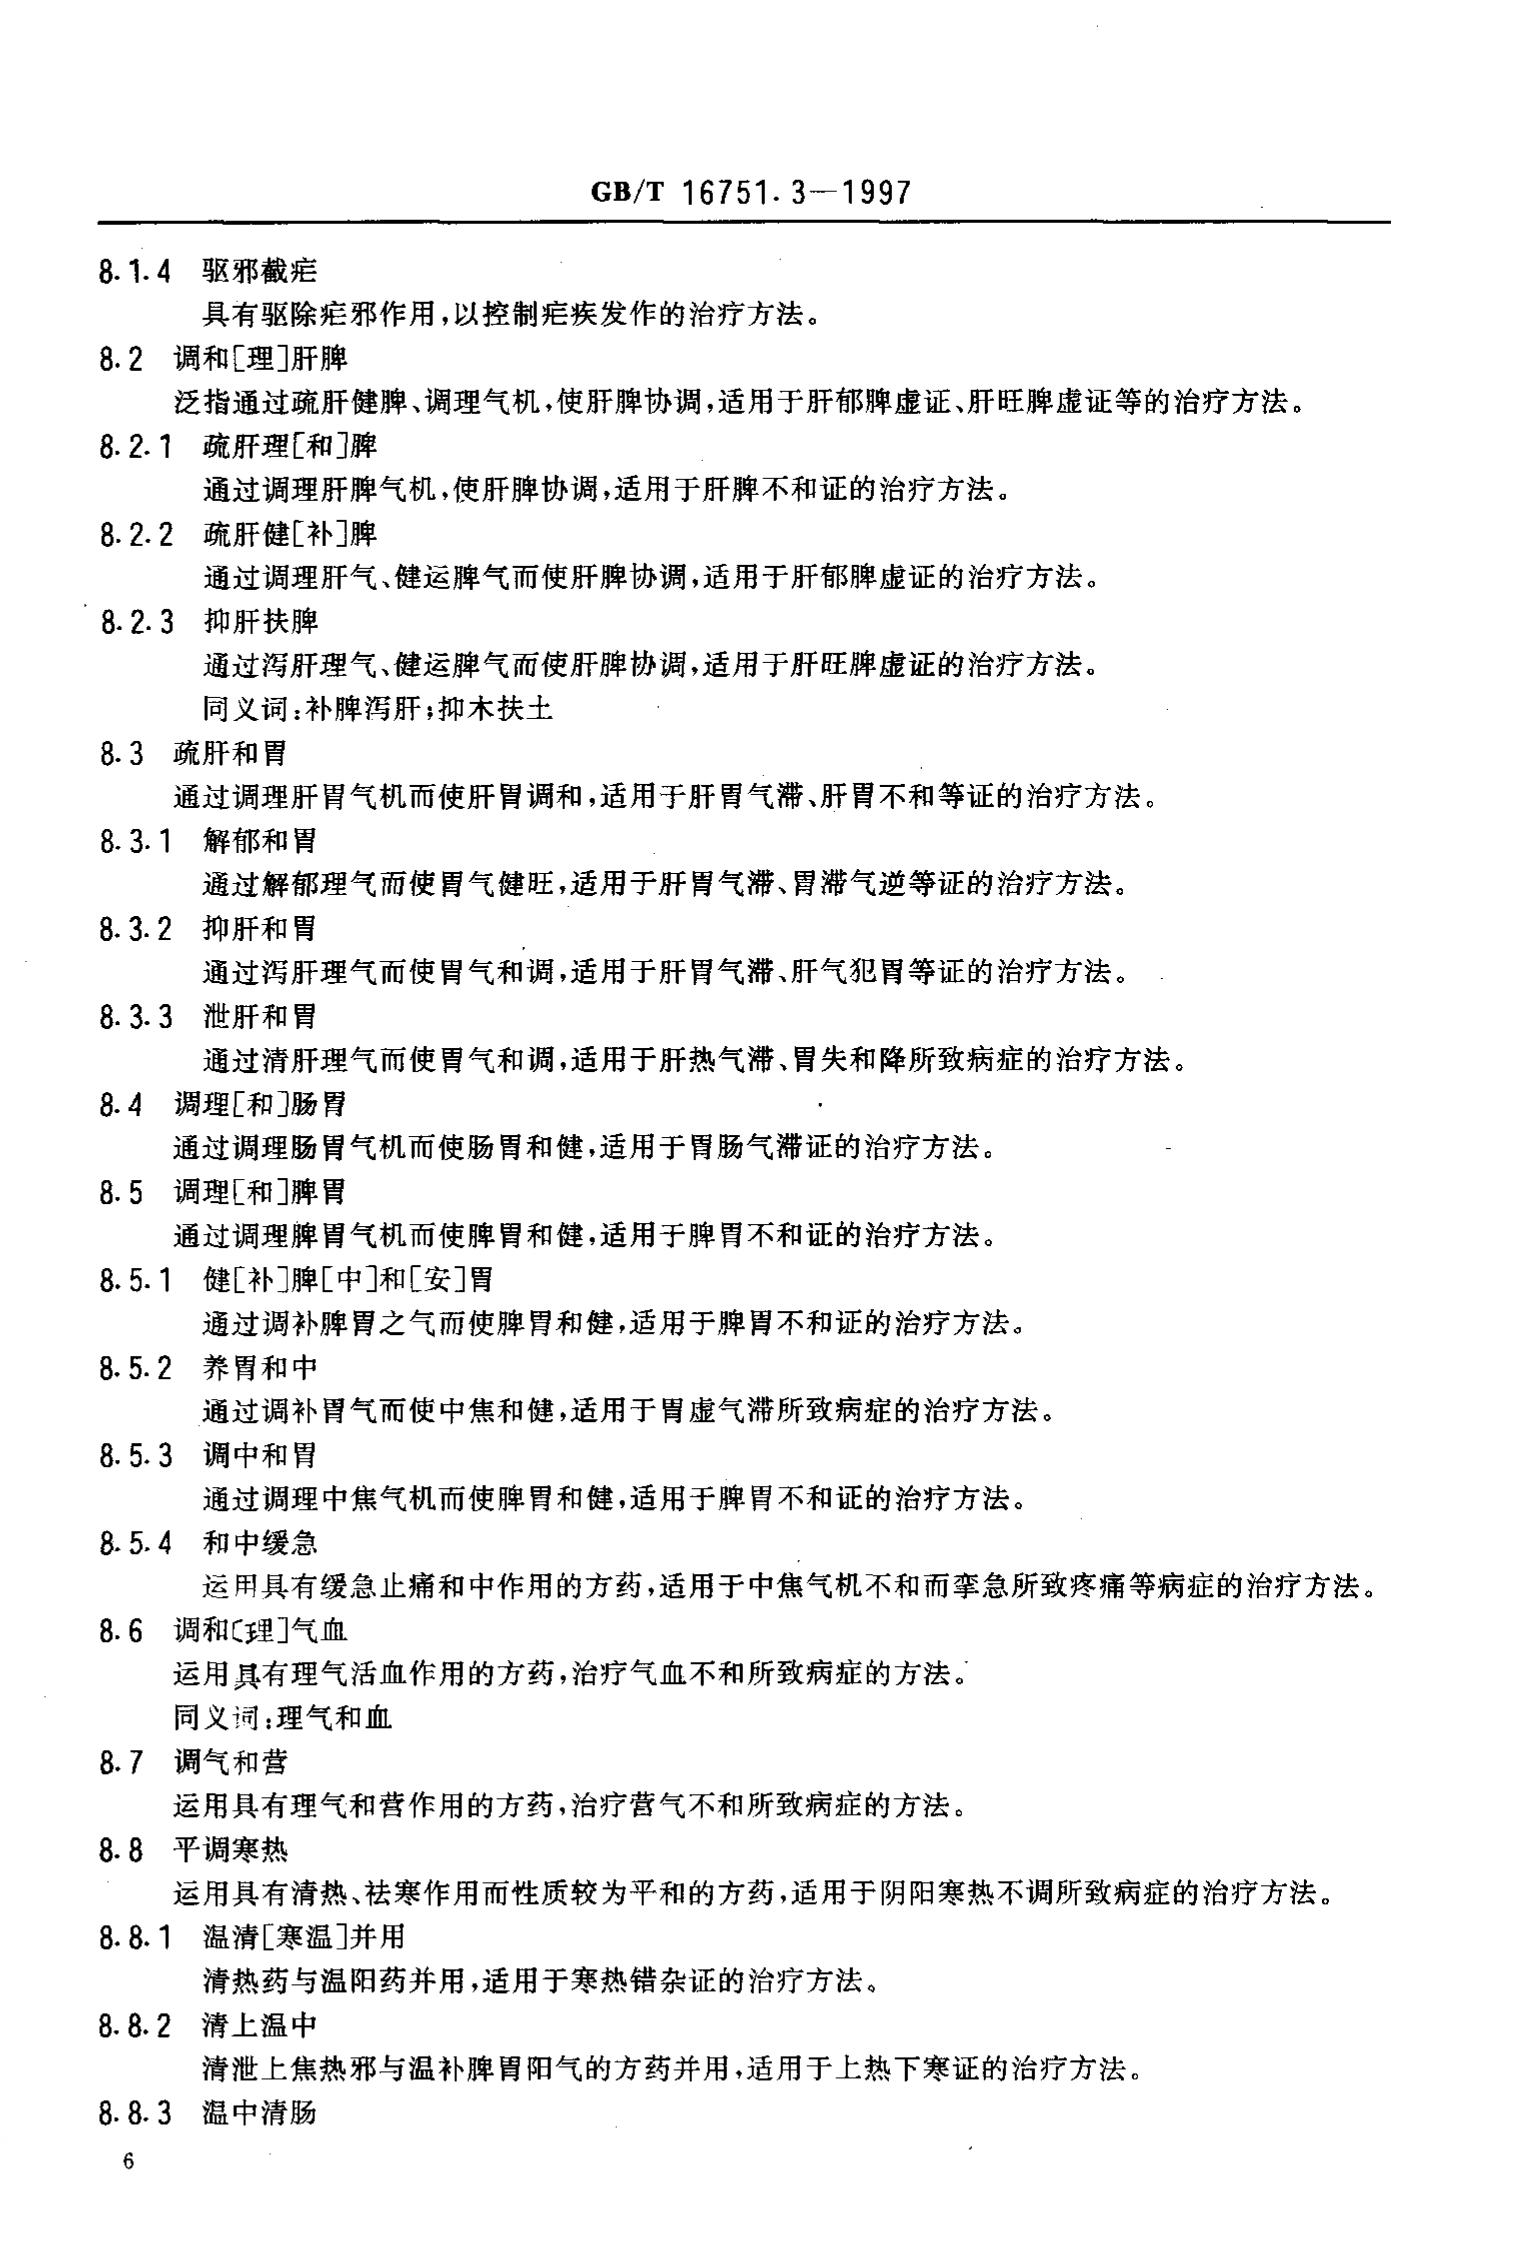 GB/T 16751.3—1997
8.1.4 驱邪截疟
具有驱除疟邪作用,以控制疟疾发作的治疗方法。
8.2 调和[理]肝脾
泛指通过疏肝健脾、调理气机,使肝脾协调,适用于肝郁脾虚证、肝旺脾虚证等的治疗方法。
8.2.1 疏肝理[和]脾
通过调理肝脾气机,使肝脾协调,适用于肝脾不和证的治疗方法。
8.2.2 疏肝健[补]脾
通过调理肝气、健运脾气而使肝脾协调,适用于肝郁脾虚证的治疗方法。
8.2.3 抑肝扶脾
通过泻肝理气、健运脾气而使肝脾协调,适用于肝旺脾虚证的治疗方法。
同义词:补脾泻肝;抑木扶土
8.3 疏肝和胃
通过调理肝胃气机而使肝胃调和,适用于肝胃气滞、肝胃不和等证的治疗方法。
8.3.1 解郁和胃
通过解郁理气而使胃气健旺,适用于肝胃气滞、胃滞气逆等证的治疗方法。
8.3.2 抑肝和胃
通过泻肝理气而使胃气和调,适用于肝胃气滞、肝气犯胃等证的治疗方法。
8.3.3 泄肝和胃
通过清肝理气而使胃气和调,适用于肝热气滞、胃失和降所致病症的治疗方法。
8.4 调理[和]肠胃
通过调理肠胃气机而使肠胃和健,适用于胃肠气滞证的治疗方法。
8.5 调理[和]脾胃
通过调理脾胃气机而使脾胃和健,适用于脾胃不和证的治疗方法。
8.5.1 健[补]脾[中]和[安]胃
通过调补脾胃之气而使脾胃和健,适用于脾胃不和证的治疗方法。
8.5.2 养胃和中
通过调补胃气而使中焦和健,适用于胃虚气滞所致病症的治疗方法。
8.5.3 调中和胃
通过调理中焦气机而使脾胃和健,适用于脾胃不和证的治疗方法。
8.5.4 和中缓急
运用具有缓急止痛和中作用的方药,适用于中焦气机不和而挛急所致疼痛等病症的治疗方法。
8.6 调和[理]气血
运用具有理气活血作用的方药,治疗气血不和所致病症的方法。
同义词:理气和血
8.7 调气和营
运用具有理气和营作用的方药,治疗营气不和所致病症的方法。
8.8 平调寒热
运用具有清热、祛寒作用而性质较为平和的方药,适用于阴阳寒热不调所致病症的治疗方法。
8.8.1 温清[寒温]并用
清热药与温阳药并用,适用于寒热错杂证的治疗方法。
8.8.2 清上温中
清泄上焦热邪与温补脾胃阳气的方药并用,适用于上热下寒证的治疗方法。
8.8.3 温中清肠
6